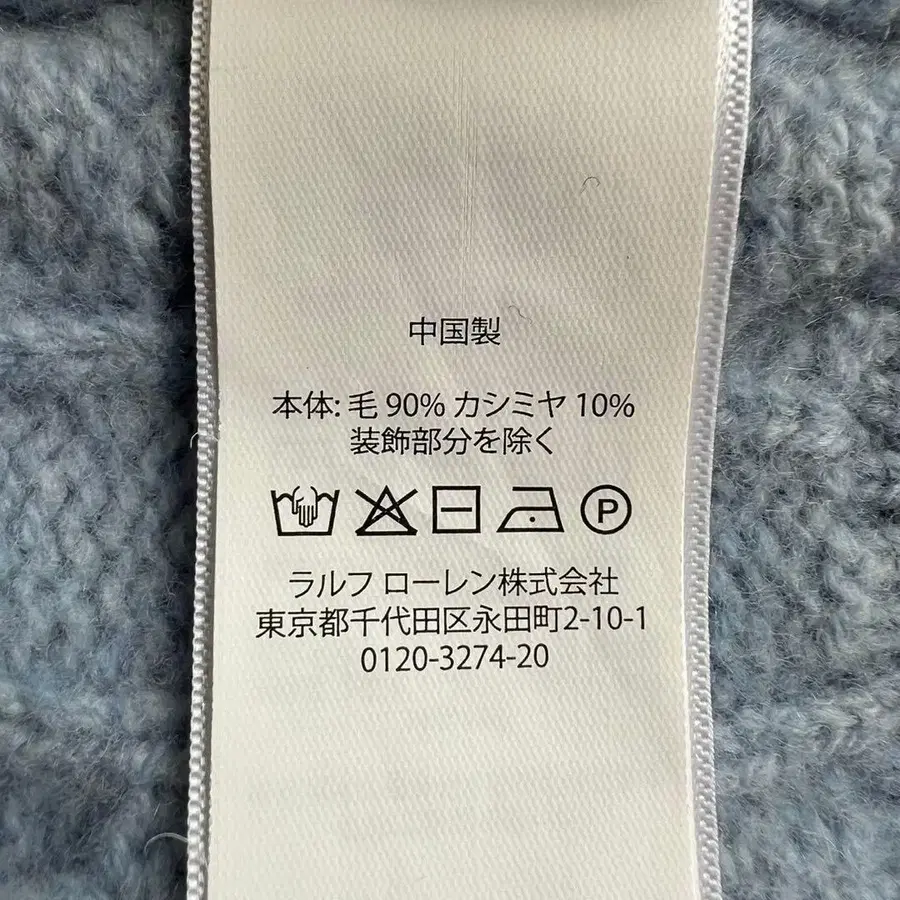 中国製
本体: 毛 90% カシミヤ 10%
装飾部分を除く
P
ラルフ ローレン株式会社
東京都千代田区永田町2-10-1
0120-3274-20